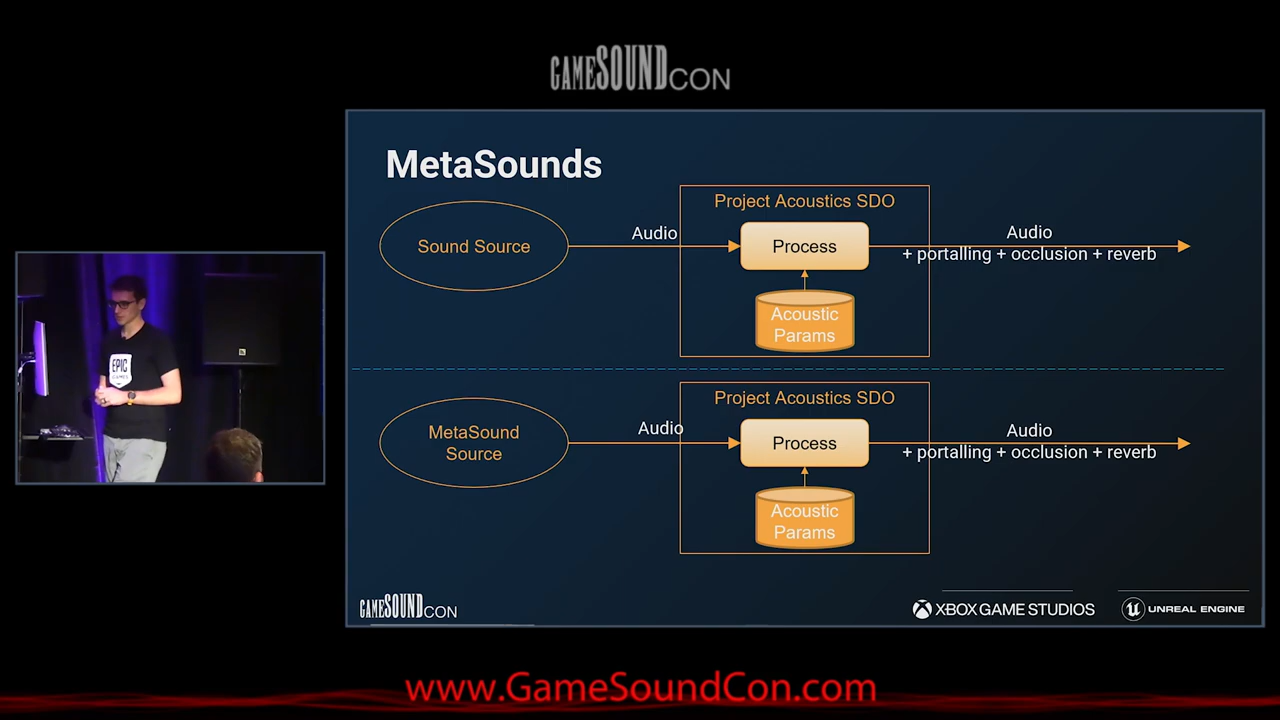 GAMESOUNDCON
MetaSounds
Project Acoustics SDO
Sound Source
Audio
Process
Audio
+ portalling + occlusion + reverb
Acoustic
Params
Project Acoustics SDO
MetaSound
Source
Audio
Process
Audio
+ portalling + occlusion + reverb
Acoustic
Params
EPIC
GAMES
GAMESOUNDCON
XBOX GAME STUDIOS
UNREAL ENGINE
www.GameSoundCon.com